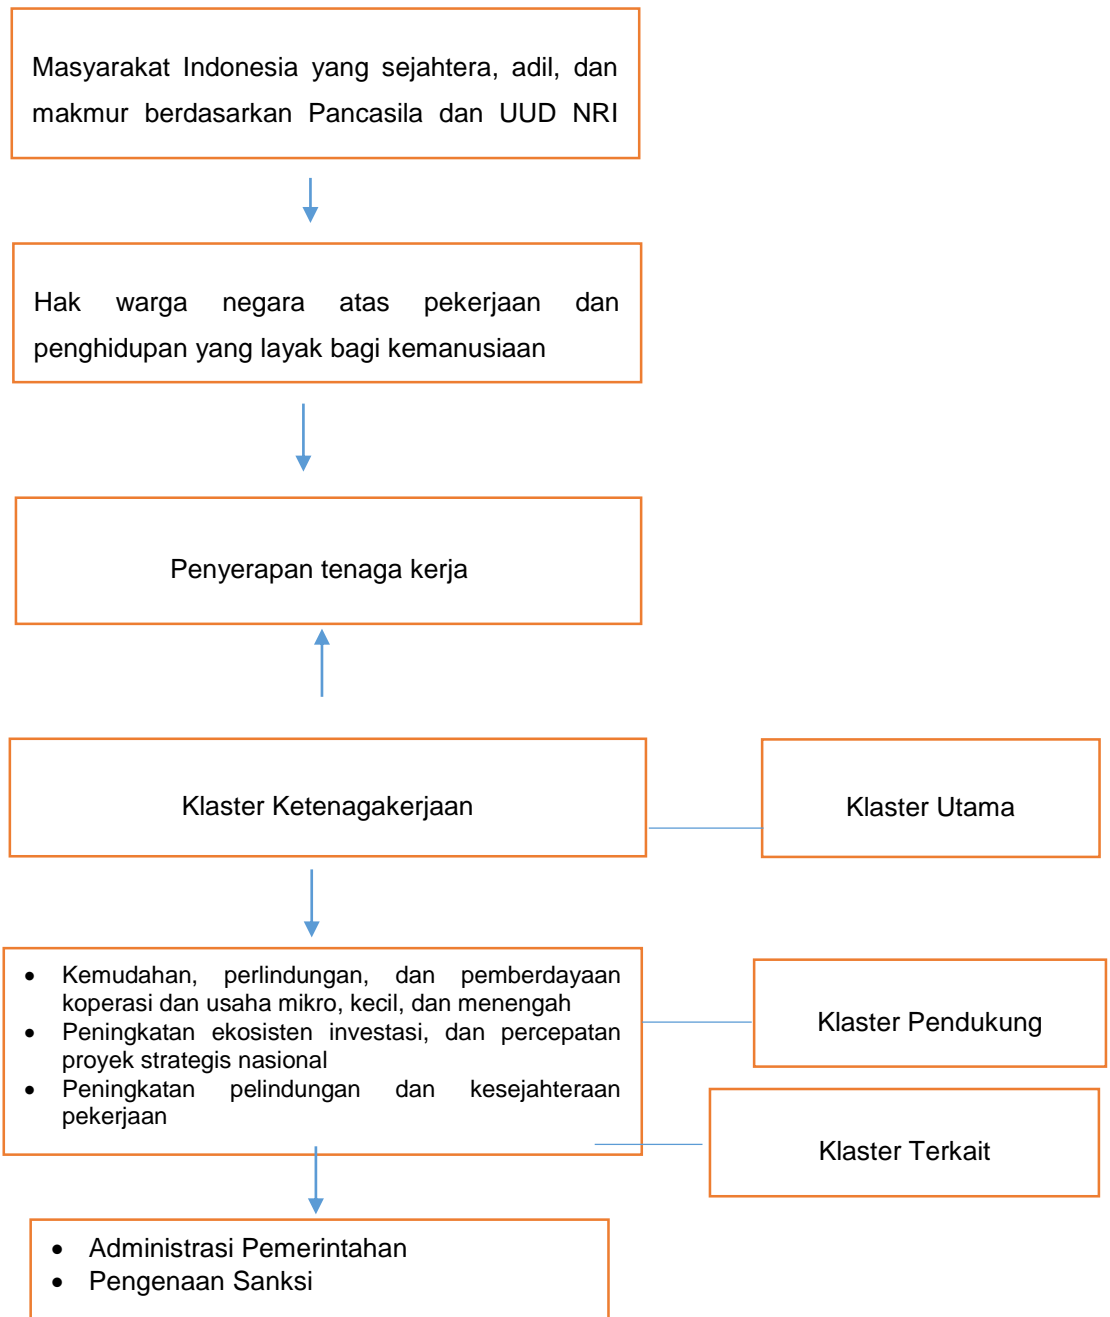 Masyarakat Indonesia yang sejahtera, adil, dan
makmur berdasarkan Pancasila dan UUD NRI
Hak warga negara atas pekerjaan dan
penghidupan yang layak bagi kemanusiaan
Penyerapan tenaga kerja
Klaster Ketenagakerjaan
Klaster Utama
• Kemudahan, perlindungan, dan pemberdayaan
koperasi dan usaha mikro, kecil, dan menengah
• Peningkatan ekosisten investasi, dan percepatan
proyek strategis nasional
• Peningkatan pelindungan dan kesejahteraan
pekerjaan
Klaster Pendukung
Klaster Terkait
• Administrasi Pemerintahan
• Pengenaan Sanksi